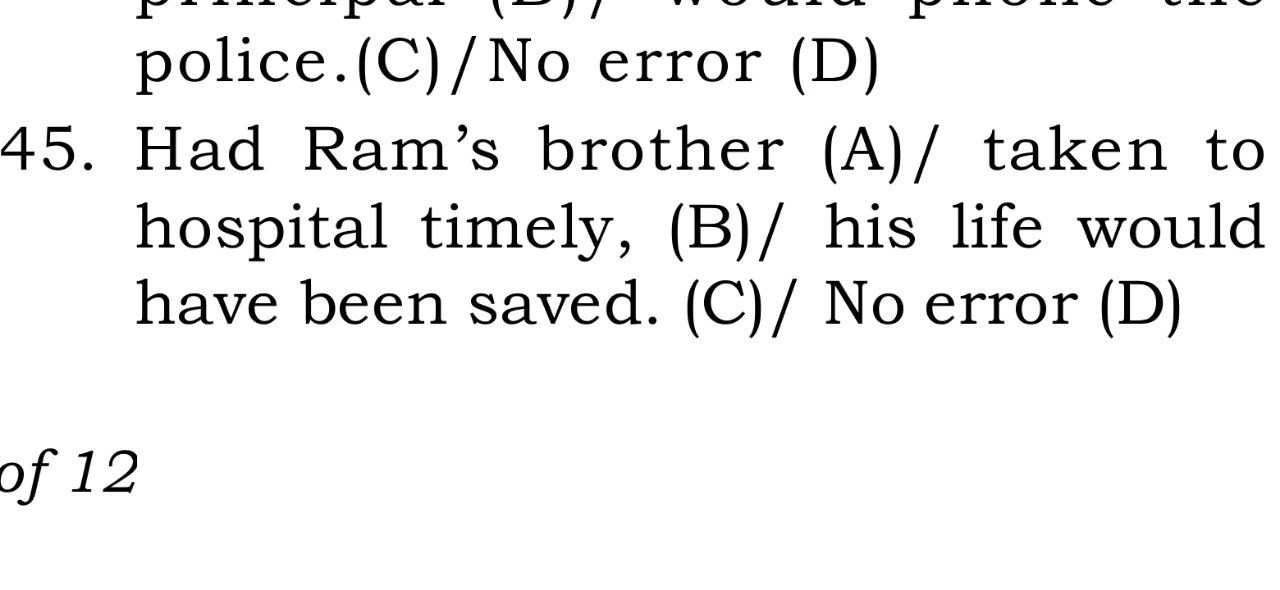 principal (B)/ would phone the
police.(C)/No error (D)
45. Had Ram’s brother (A)/ taken to
hospital timely, (B)/ his life would
have been saved. (C)/ No error (D)
of 12